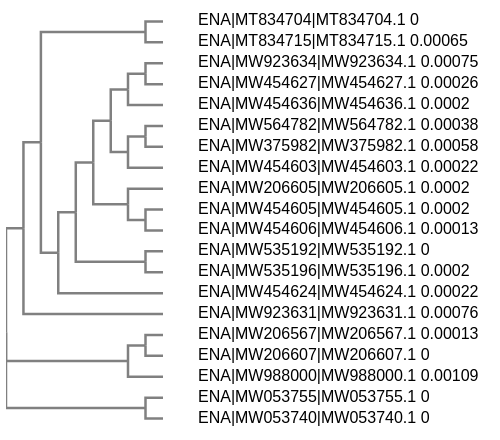 ENA|MT834704|MT834704.1 0
ENA|MT834715|MT834715.1 0.00065
ENA|MW923634|MW923634.1 0.00075
ENA|MW454627|MW454627.1 0.00026
ENA|MW454636|MW454636.1 0.0002
ENA|MW564782|MW564782.1 0.00038
ENA|MW375982|MW375982.1 0.00058
ENA|MW454603|MW454603.1 0.00022
ENA|MW206605|MW206605.1 0.0002
ENA|MW454605|MW454605.1 0.0002
ENA|MW454606|MW454606.1 0.00013
ENA|MW535192|MW535192.1 0
ENA|MW535196|MW535196.1 0.0002
ENA|MW454624|MW454624.1 0.00022
ENA|MW923631|MW923631.1 0.00076
ENA|MW206567|MW206567.1 0.00013
ENA|MW206607|MW206607.1 0
ENA|MW988000|MW988000.1 0.00109
ENA|MW053755|MW053755.1 0
ENA|MW053740|MW053740.1 0